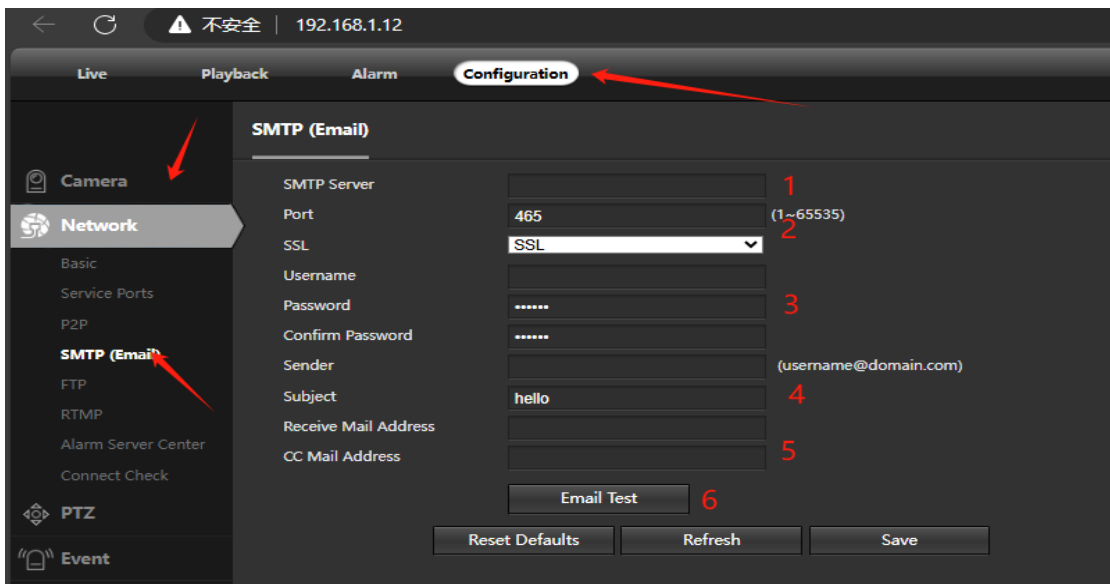 不安全 | 192.168.1.12
Live Playback Alarm Configuration
SMTP (Email)
Camera
Network
Basic
Service Ports
P2P
SMTP (Email)
FTP
RTMP
Alarm Server Center
Connect Check
PTZ
Event
SMTP Server 1
Port 465 (1~65535)
2
SSL SSL
Username
Password •••••• 3
Confirm Password ••••••
Sender (username@domain.com)
Subject hello 4
Receive Mail Address
CC Mail Address 5
Email Test 6
Reset Defaults Refresh Save